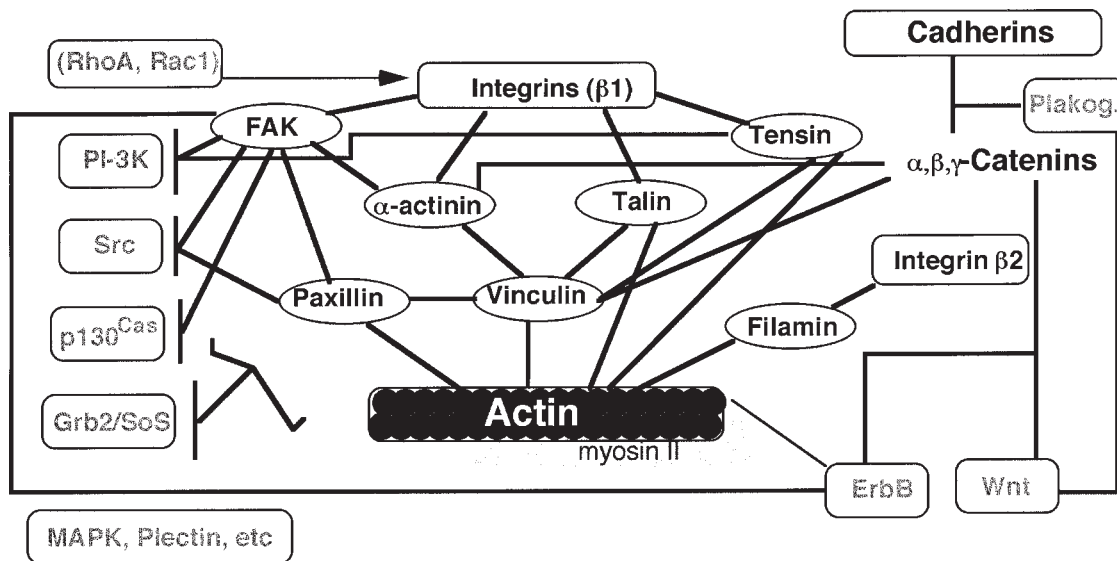 Cadherins
(RhoA, Rac1)
Integrins (β1)
Plakog.
FAK
Tensin
PI-3K
α,β,γ-Catenins
α-actinin
Talin
Src
Integrin β2
Paxillin
Vinculin
Filamin
p130Cas
Actin
Grb2/SoS
myosin II
ErbB
Wnt
MAPK, Plectin, etc